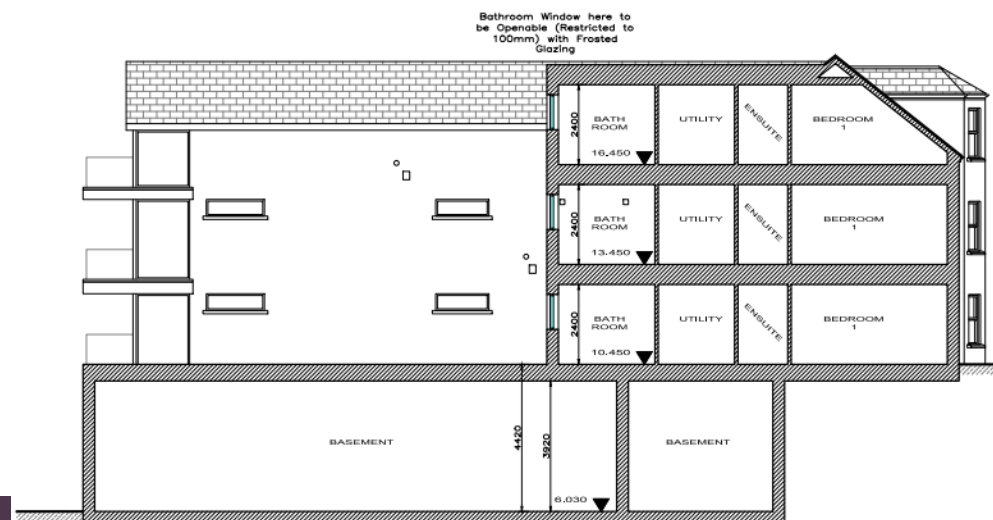 Bathroom Window here to
be Openable (Restricted to
100mm) with Frosted
Glazing
2400
BATH
ROOM
16.450
UTILITY
ENSUITE
BEDROOM
1
2400
BATH
ROOM
13.450
UTILITY
ENSUITE
BEDROOM
1
2400
BATH
ROOM
10.450
UTILITY
ENSUITE
BEDROOM
1
BASEMENT
4420
3920
6.030
BASEMENT